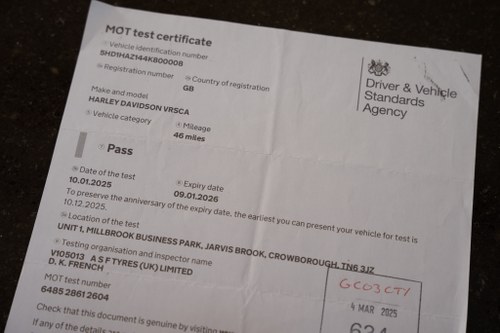 MOT test certificate
Vehicle identification number
5HD1HAZ144K800008
Registration number
Country of registration
GB
Make and model
HARLEY DAVIDSON VRSCA
Vehicle category
Mileage
46 miles
Pass
Driver & Vehicle
Standards
Agency
Date of the test
10.01.2025
Expiry date
09.01.2026
To preserve the anniversary of the expiry date, the earliest you can present your vehicle for test is
10.12.2025.
Location of the test
UNIT 1, MILLBROOK BUSINESS PARK, JARVIS BROOK, CROWBOROUGH, TN6 3JZ
Testing organisation and inspector name
V105013 A S F TYRES (UK) LIMITED
D. K. FRENCH
MOT test number
6485 2861 2604
Check that this document is genuine by visiting
If any of the details
GC03CTY
4 MAR 2025